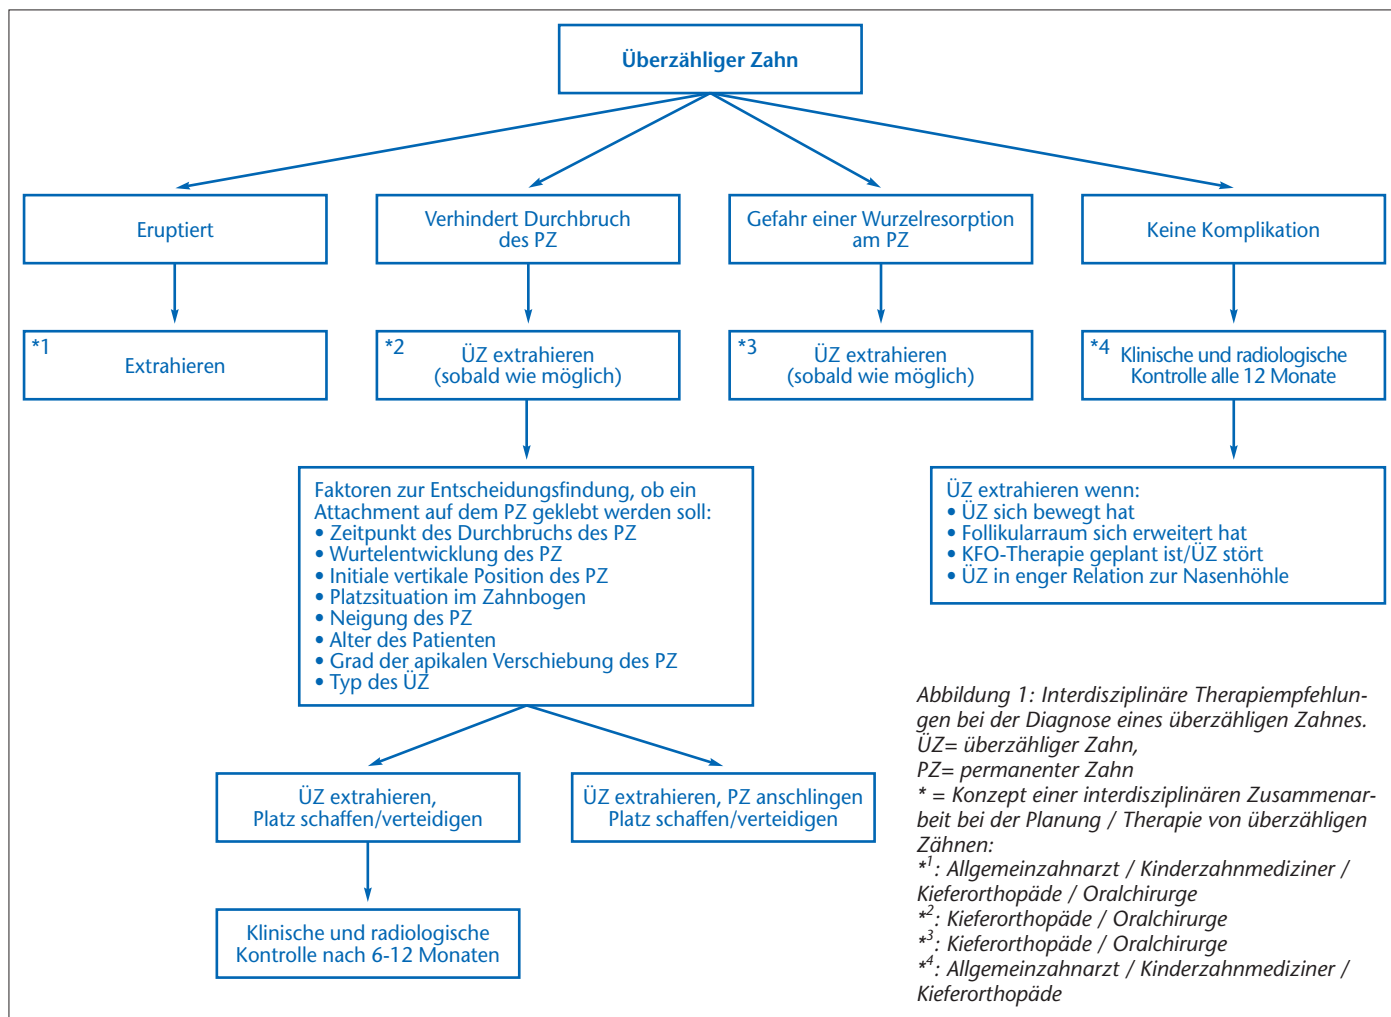 Überzähliger Zahn
Eruptiert
Verhindert Durchbruch
des PZ
Gefahr einer Wurzelresorption
am PZ
Keine Komplikation
*1
Extrahieren
*2
ÜZ extrahieren
(sobald wie möglich)
*3
ÜZ extrahieren
(sobald wie möglich)
*4
Klinische und radiologische
Kontrolle alle 12 Monate
Faktoren zur Entscheidungsfindung, ob ein
Attachment auf dem PZ geklebt werden soll:
• Zeitpunkt des Durchbruchs des PZ
• Wurtelentwicklung des PZ
• Initiale vertikale Position des PZ
• Platzsituation im Zahnbogen
• Neigung des PZ
• Alter des Patienten
• Grad der apikalen Verschiebung des PZ
• Typ des ÜZ
ÜZ extrahieren wenn:
• ÜZ sich bewegt hat
• Follikularraum sich erweitert hat
• KFO-Therapie geplant ist/ÜZ stört
• ÜZ in enger Relation zur Nasenhöhle
ÜZ extrahieren,
Platz schaffen/verteidigen
ÜZ extrahieren, PZ anschlingen
Platz schaffen/verteidigen
Klinische und radiologische
Kontrolle nach 6-12 Monaten
Abbildung 1: Interdisziplinäre Therapiempfehlun-
gen bei der Diagnose eines überzähligen Zahnes.
ÜZ= überzähliger Zahn,
PZ= permanenter Zahn
* = Konzept einer interdisziplinären Zusammenar-
beit bei der Planung / Therapie von überzähligen
Zähnen:
*1: Allgemeinzahnarzt / Kinderzahnmediziner /
Kieferorthopäde / Oralchirurge
*2: Kieferorthopäde / Oralchirurge
*3: Kieferorthopäde / Oralchirurge
*4: Allgemeinzahnarzt / Kinderzahnmediziner /
Kieferorthopäde